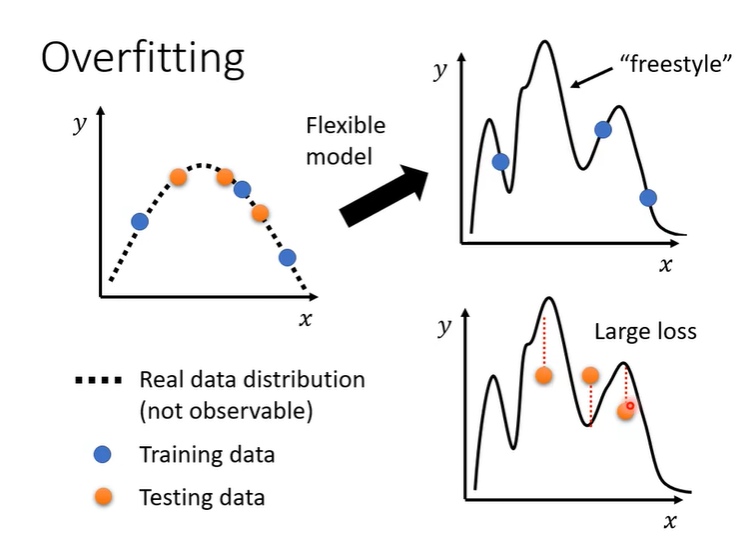 Overfitting
y
x
Flexible
model
y
"freestyle"
x
Real data distribution
(not observable)
Training data
Testing data
y
Large loss
x